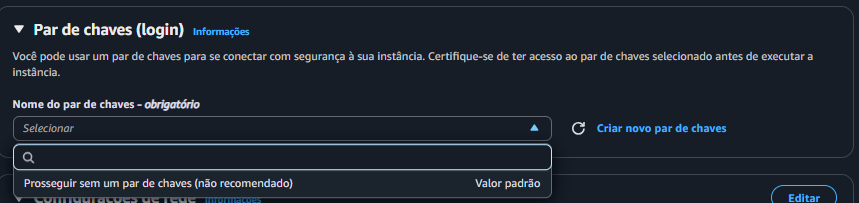 Par de chaves (login) Informações
Você pode usar um par de chaves para se conectar com segurança à sua instância. Certifique-se de ter acesso ao par de chaves selecionado antes de executar a
instância.
Nome do par de chaves - obrigatório
Selecionar
Criar novo par de chaves
Prosseguir sem um par de chaves (não recomendado) Valor padrão
Configurações de rede Informações
Editar